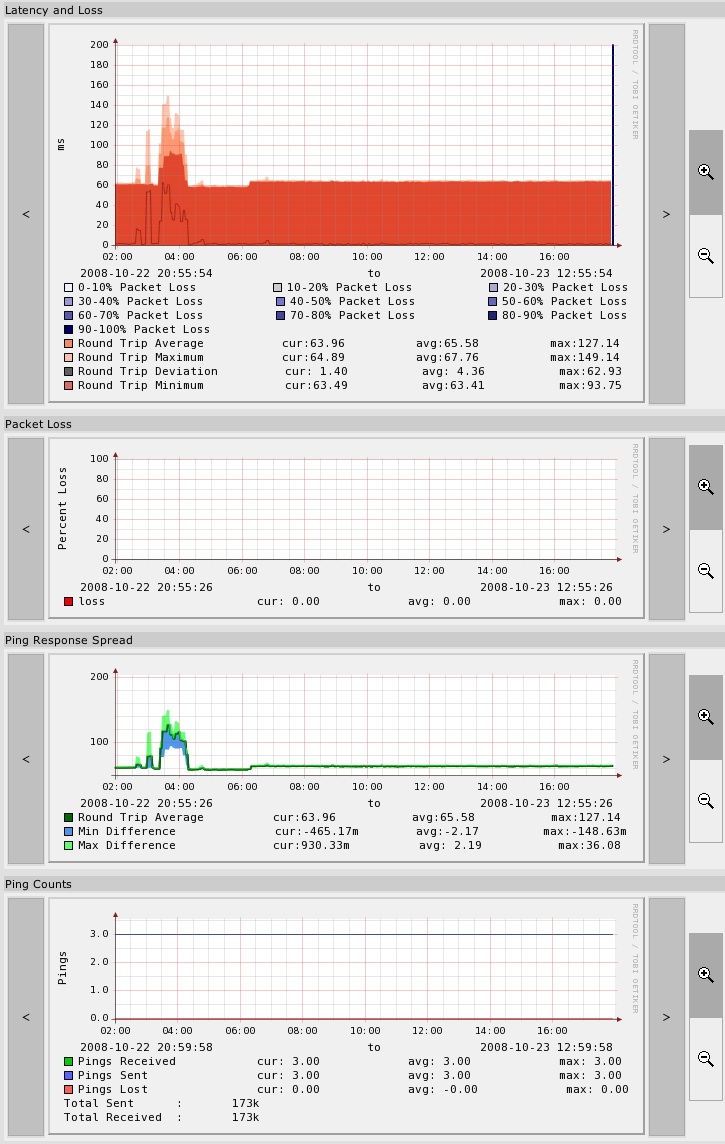 Latency and Loss
200
180
160
140
120
100
80
60
40
20
0
ms
RRDTOOL / TOBI OETIKER
<
>
02:00 04:00 06:00 08:00 10:00 12:00 14:00 16:00
2008-10-22 20:55:54 to 2008-10-23 12:55:54
0-10% Packet Loss 10-20% Packet Loss 20-30% Packet Loss
30-40% Packet Loss 40-50% Packet Loss 50-60% Packet Loss
60-70% Packet Loss 70-80% Packet Loss 80-90% Packet Loss
90-100% Packet Loss
Round Trip Average cur:63.96 avg:65.58 max:127.14
Round Trip Maximum cur:64.89 avg:67.76 max:149.14
Round Trip Deviation cur: 1.40 avg: 4.36 max:62.93
Round Trip Minimum cur:63.49 avg:63.41 max:93.75
Packet Loss
100
80
60
40
20
0
Percent Loss
RRDTOOL / TOBI OETIKER
<
>
02:00 04:00 06:00 08:00 10:00 12:00 14:00 16:00
2008-10-22 20:55:26 to 2008-10-23 12:55:26
loss cur: 0.00 avg: 0.00 max: 0.00
Ping Response Spread
200
100
RRDTOOL / TOBI OETIKER
<
>
02:00 04:00 06:00 08:00 10:00 12:00 14:00 16:00
2008-10-22 20:55:26 to 2008-10-23 12:55:26
Round Trip Average cur:63.96 avg:65.58 max:127.14
Min Difference cur:-465.17m avg:-2.17 max:-148.63m
Max Difference cur:930.33m avg: 2.19 max:36.08
Ping Counts
3.0
2.0
1.0
0.0
Pings
RRDTOOL / TOBI OETIKER
<
>
02:00 04:00 06:00 08:00 10:00 12:00 14:00 16:00
2008-10-22 20:59:58 to 2008-10-23 12:59:58
Pings Received cur: 3.00 avg: 3.00 max: 3.00
Pings Sent cur: 3.00 avg: 3.00 max: 3.00
Pings Lost cur: 0.00 avg: -0.00 max: 0.00
Total Sent : 173k
Total Received : 173k